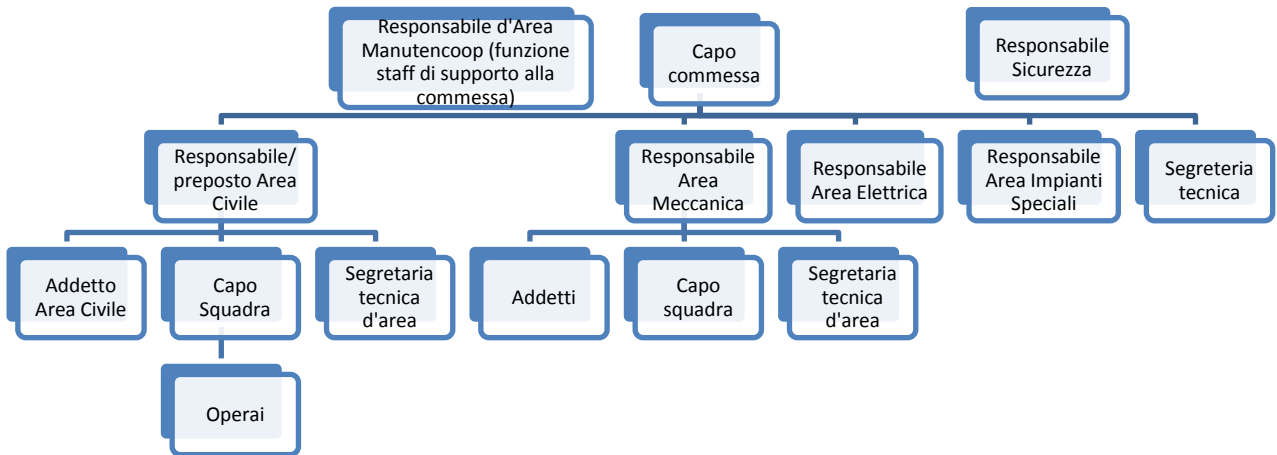 Responsabile d'Area
Manutencoop (funzione
staff di supporto alla
commessa)
Capo
commessa
Responsabile
Sicurezza
Responsabile/
preposto Area
Civile
Responsabile
Area
Meccanica
Responsabile
Area Elettrica
Responsabile
Area Impianti
Speciali
Segreteria
tecnica
Addetto
Area Civile
Capo
Squadra
Segretaria
tecnica
d'area
Addetti
Capo
squadra
Segretaria
tecnica
d'area
Operai